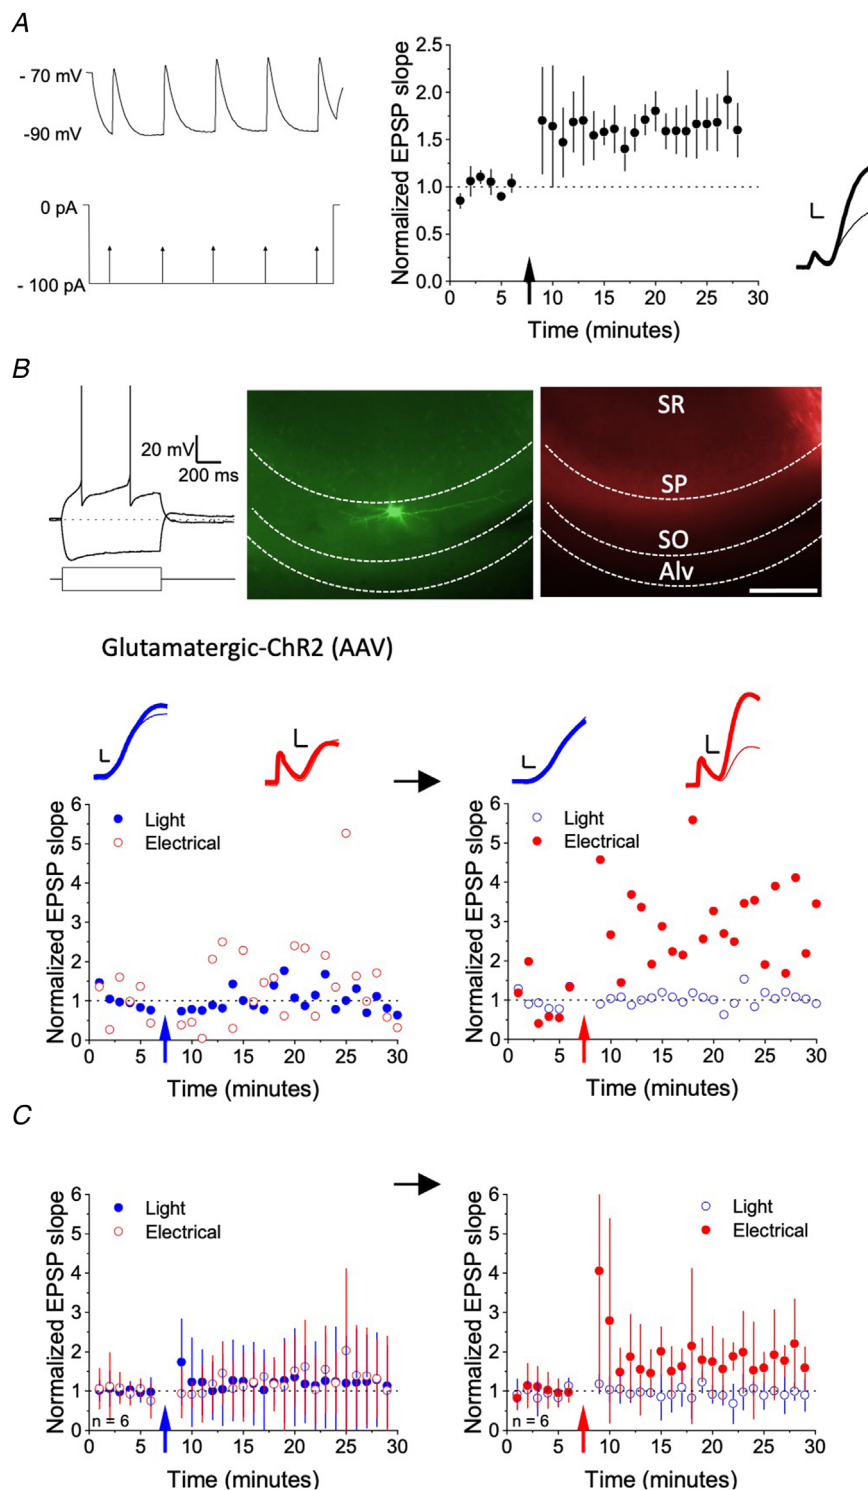 A
- 70 mV
-90 mV
0 pA
- 100 pA
Normalized EPSP slope
2.5
2.0
1.5
1.0
0.5
0.0
0 5 10 15 20 25 30
Time (minutes)
B
20 mV
200 ms
SR
SP
SO
Alv
Glutamatergic-ChR2 (AAV)
Normalized EPSP slope
6
5
4
3
2
1
0
Light
Electrical
0 5 10 15 20 25 30
Time (minutes)
Normalized EPSP slope
6
5
4
3
2
1
0
Light
Electrical
0 5 10 15 20 25 30
Time (minutes)
C
Normalized EPSP slope
6
5
4
3
2
1
0
Light
Electrical
n = 6
0 5 10 15 20 25 30
Time (minutes)
Normalized EPSP slope
6
5
4
3
2
1
0
Light
Electrical
n = 6
0 5 10 15 20 25 30
Time (minutes)